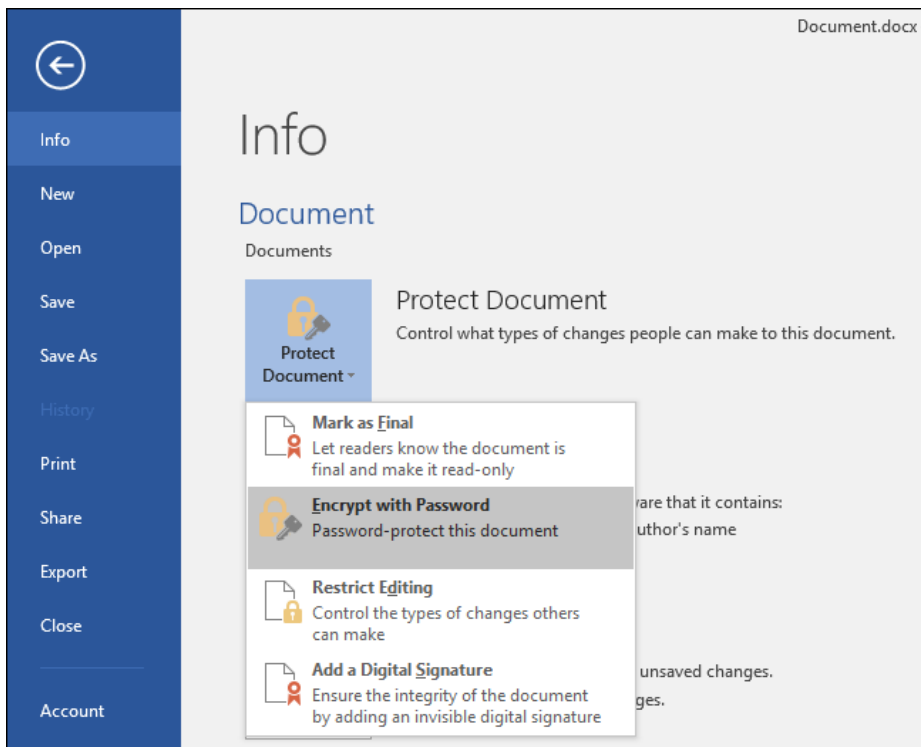 Document.docx
Info
New
Open
Save
Save As
History
Print
Share
Export
Close
Account
Info
Document
Documents
Protect
Document
Protect Document
Control what types of changes people can make to this document.
Mark as Final
Let readers know the document is
final and make it read-only
Encrypt with Password
Password-protect this document
Restrict Editing
Control the types of changes others
can make
Add a Digital Signature
Ensure the integrity of the document
by adding an invisible digital signature
that it contains:
name
unsaved changes.